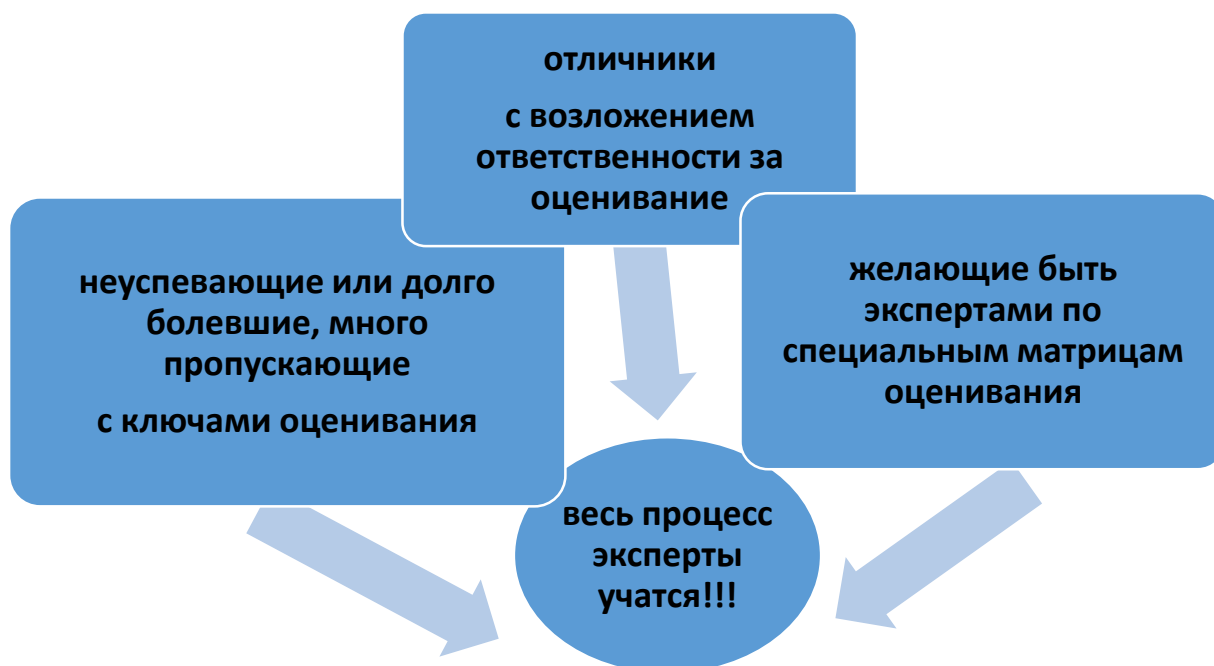 отличники
с возложением
ответственности за
оценивание
неуспевающие или долго
болевшие, много
пропускающие
с ключами оценивания
желающие быть
экспертами по
специальным матрицам
оценивания
весь процесс
эксперты
учатся!!!